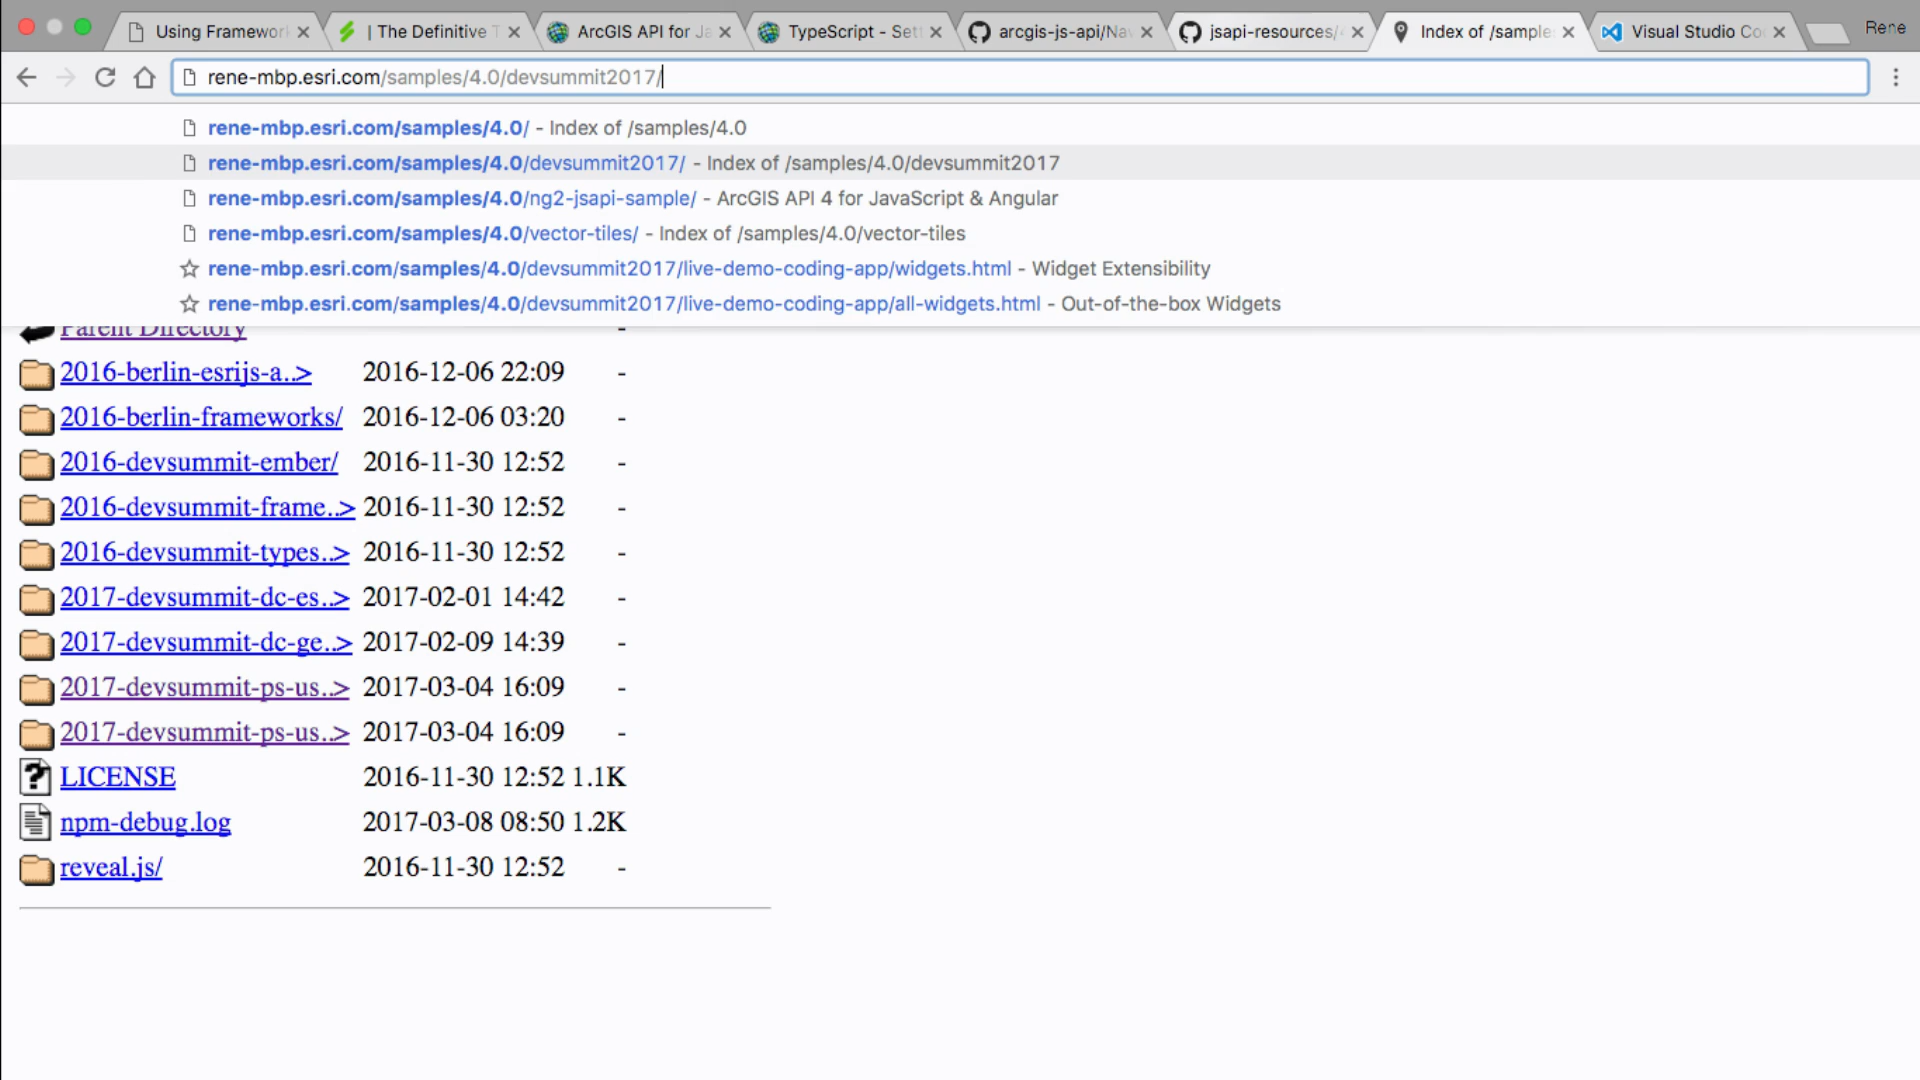 Using Framewor
| The Definitive T
ArcGIS API for Ja
TypeScript - Sett
arcgis-js-api/Nav
jsapi-resources/
Index of /sample
Visual Studio Co
Rene
rene-mbp.esri.com/samples/4.0/devsummit2017/
rene-mbp.esri.com/samples/4.0/ - Index of /samples/4.0
rene-mbp.esri.com/samples/4.0/devsummit2017/ - Index of /samples/4.0/devsummit2017
rene-mbp.esri.com/samples/4.0/ng2-jsapi-sample/ - ArcGIS API 4 for JavaScript & Angular
rene-mbp.esri.com/samples/4.0/vector-tiles/ - Index of /samples/4.0/vector-tiles
rene-mbp.esri.com/samples/4.0/devsummit2017/live-demo-coding-app/widgets.html - Widget Extensibility
rene-mbp.esri.com/samples/4.0/devsummit2017/live-demo-coding-app/all-widgets.html - Out-of-the-box Widgets
Parent Directory -
2016-berlin-esrijs-a..> 2016-12-06 22:09 -
2016-berlin-frameworks/ 2016-12-06 03:20 -
2016-devsummit-ember/ 2016-11-30 12:52 -
2016-devsummit-frame..> 2016-11-30 12:52 -
2016-devsummit-types..> 2016-11-30 12:52 -
2017-devsummit-dc-es..> 2017-02-01 14:42 -
2017-devsummit-dc-ge..> 2017-02-09 14:39 -
2017-devsummit-ps-us..> 2017-03-04 16:09 -
2017-devsummit-ps-us..> 2017-03-04 16:09 -
LICENSE 2016-11-30 12:52 1.1K
npm-debug.log 2017-03-08 08:50 1.2K
reveal.js/ 2016-11-30 12:52 -